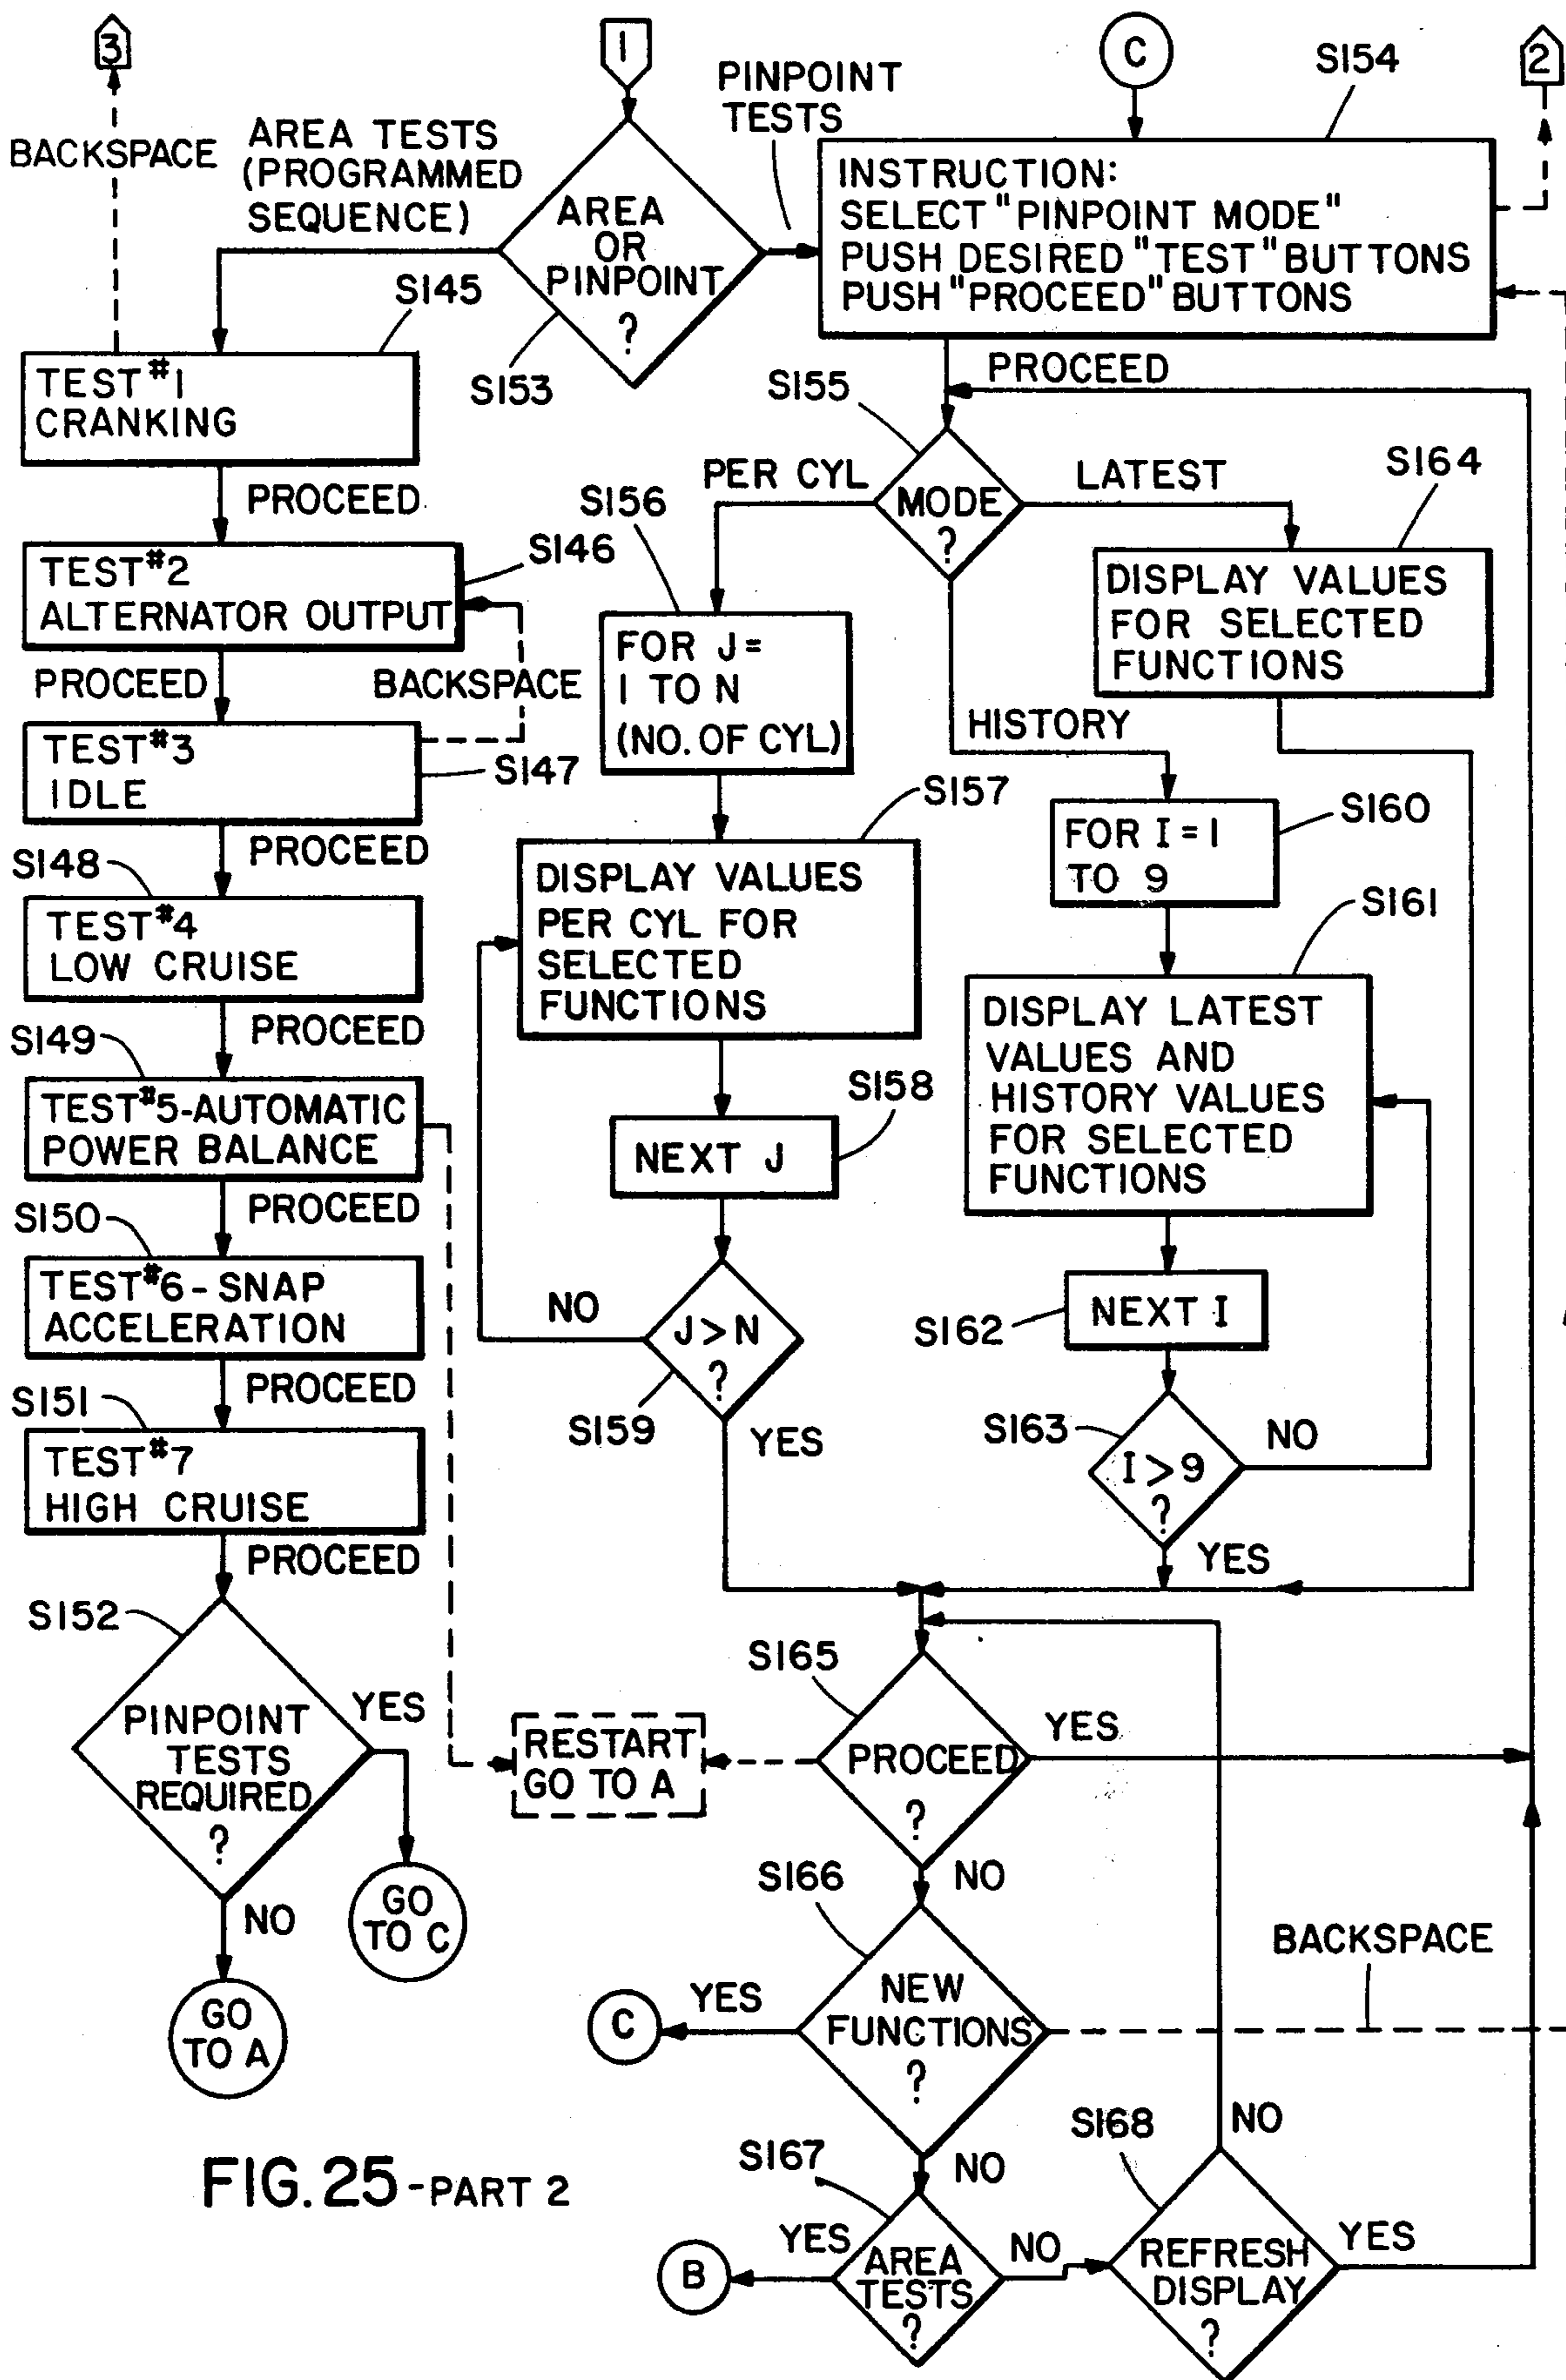 3
1
C
S154
2
PINPOINT
TESTS
BACKSPACE
AREA TESTS
(PROGRAMMED
SEQUENCE)
AREA
OR
PINPOINT
?
S153
INSTRUCTION:
SELECT "PINPOINT MODE"
PUSH DESIRED "TEST" BUTTONS
PUSH "PROCEED" BUTTONS
S145
TEST #1
CRANKING
PROCEED
S146
TEST #2
ALTERNATOR OUTPUT
PROCEED
BACKSPACE
TEST #3
IDLE
S147
PROCEED
S148
TEST #4
LOW CRUISE
PROCEED
S149
TEST #5-AUTOMATIC
POWER BALANCE
PROCEED
S150
TEST #6-SNAP
ACCELERATION
PROCEED
S151
TEST #7
HIGH CRUISE
PROCEED
S152
PINPOINT
TESTS
REQUIRED
?
YES
GO
TO C
NO
GO
TO A
PROCEED
S155
MODE
?
PER CYL
LATEST
S164
DISPLAY VALUES
FOR SELECTED
FUNCTIONS
S156
FOR J=
1 TO N
(NO. OF CYL)
HISTORY
S157
DISPLAY VALUES
PER CYL FOR
SELECTED
FUNCTIONS
S158
NEXT J
J>N
?
NO
S159
YES
S160
FOR I=1
TO 9
S161
DISPLAY LATEST
VALUES AND
HISTORY VALUES
FOR SELECTED
FUNCTIONS
S162
NEXT I
S163
I>9
?
NO
YES
S165
PROCEED
?
YES
RESTART
GO TO A
NO
S166
NEW
FUNCTIONS
?
YES
C
BACKSPACE
NO
S167
AREA
TESTS
?
YES
B
NO
S168
REFRESH
DISPLAY
?
NO
YES
FIG. 25-PART 2